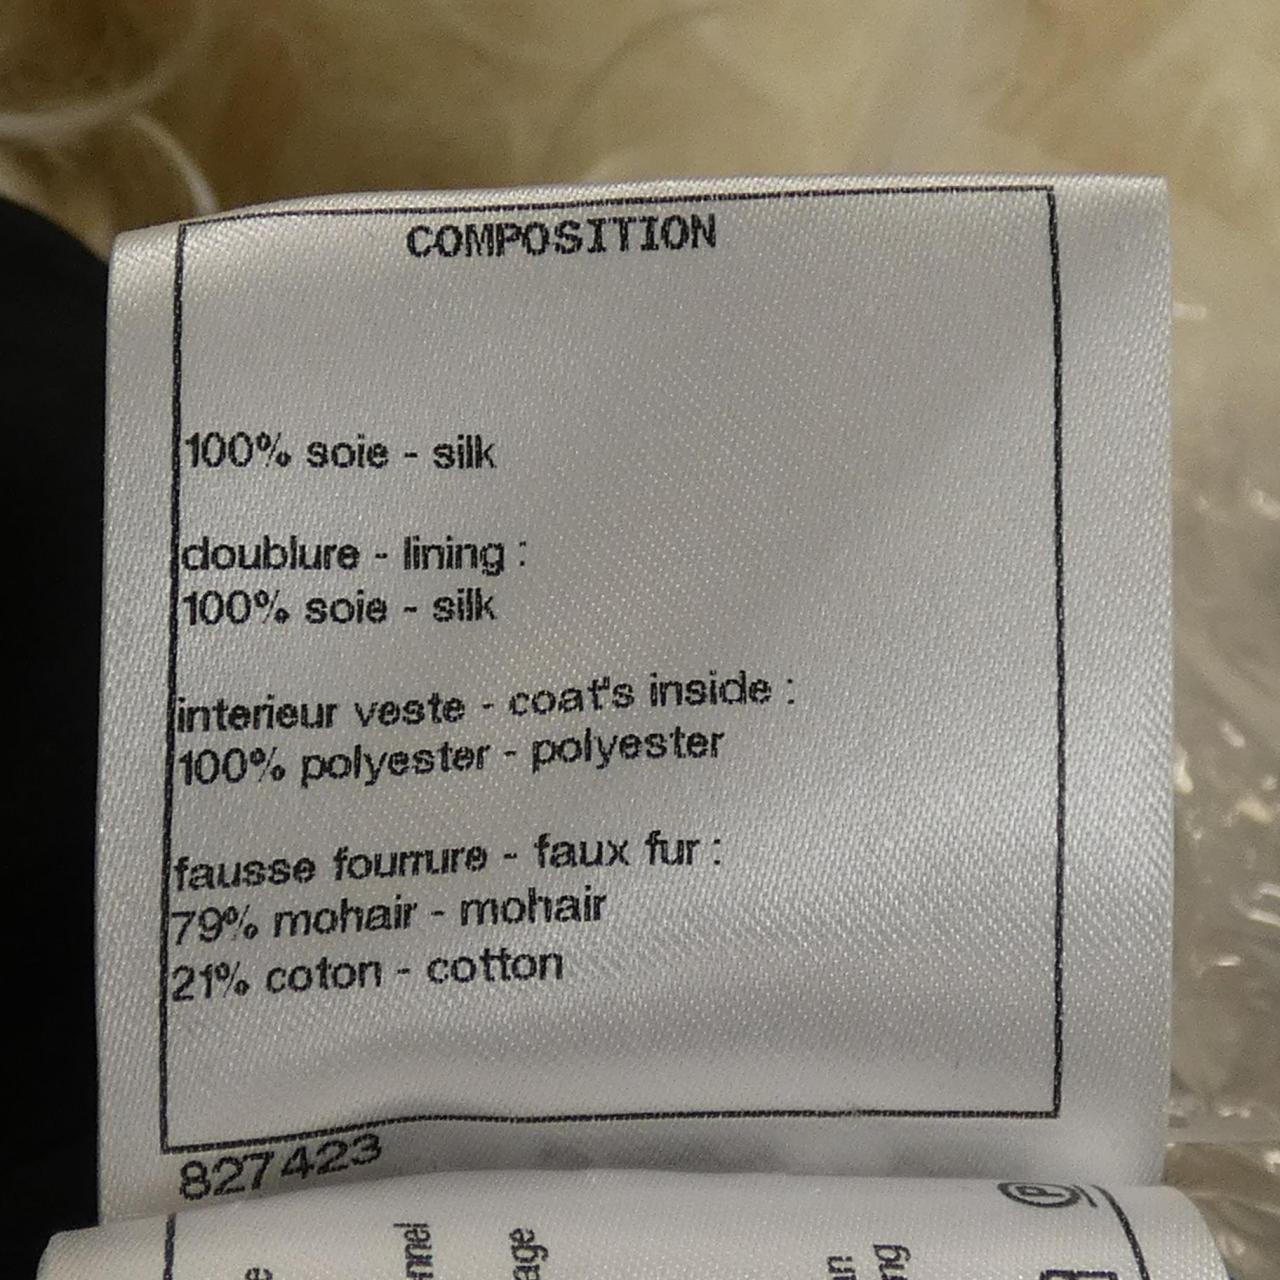 COMPOSITION
100% soie - silk
doublure - lining :
100% soie - silk
interieur veste - coat's inside :
100% polyester - polyester
fausse fourrure - faux fur :
79% mohair - mohair
21% coton - cotton
827423